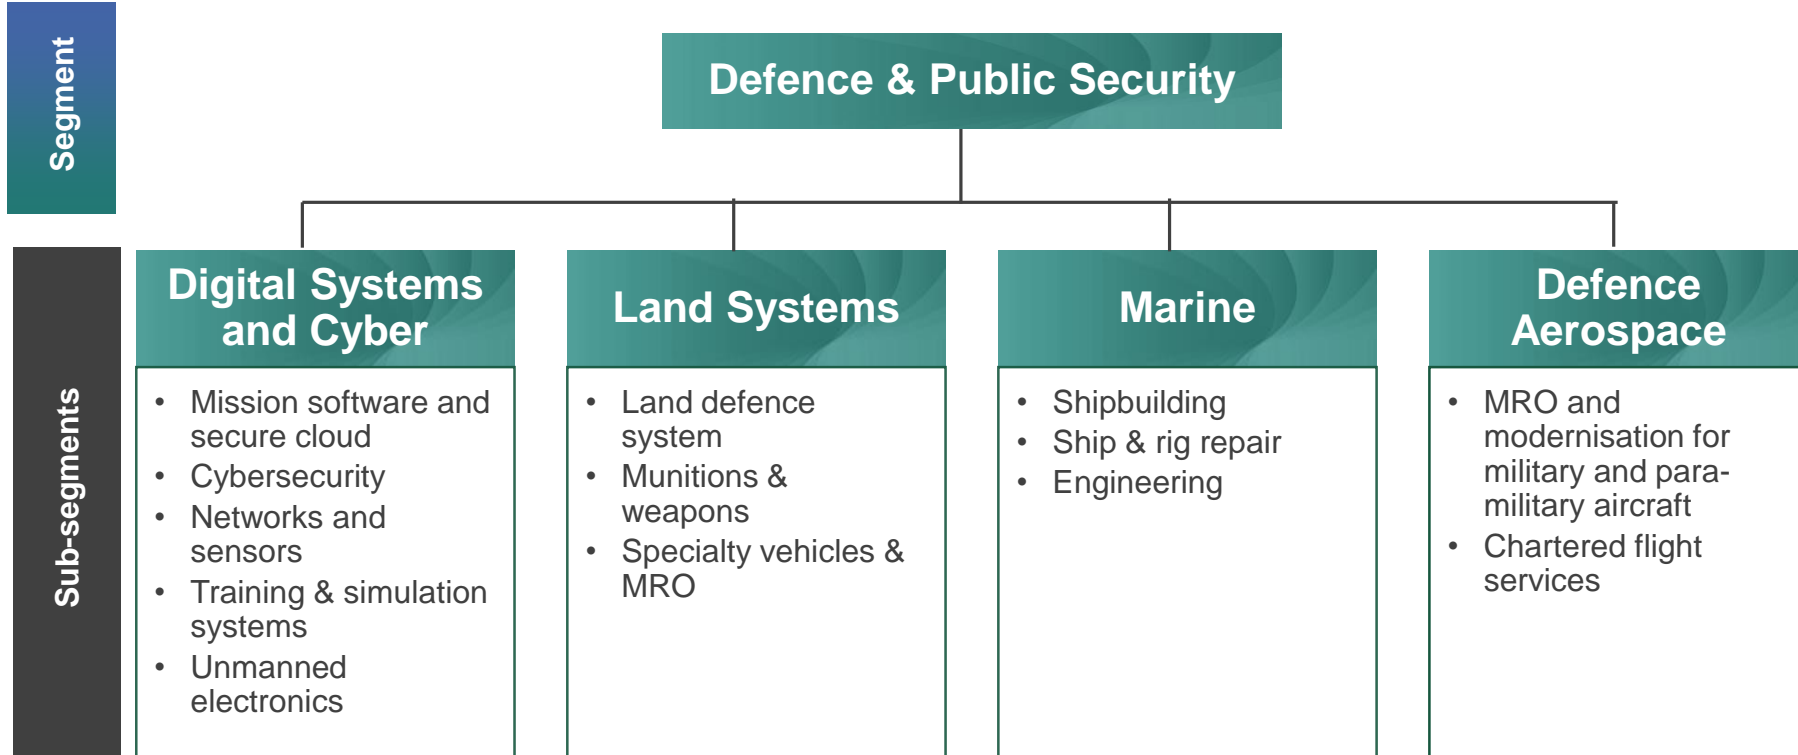 Segment
Defence & Public Security
Sub-segments
Digital Systems
and Cyber
• Mission software and
secure cloud
• Cybersecurity
• Networks and
sensors
• Training & simulation
systems
• Unmanned
electronics
Land Systems
• Land defence
system
• Munitions &
weapons
• Specialty vehicles &
MRO
Marine
• Shipbuilding
• Ship & rig repair
• Engineering
Defence
Aerospace
• MRO and
modernisation for
military and para-
military aircraft
• Chartered flight
services